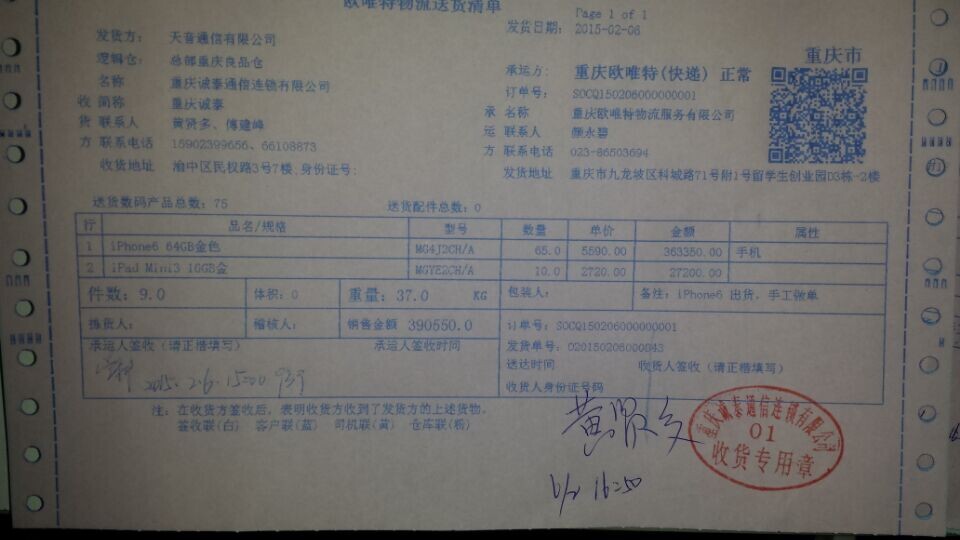 欧唯特物流送货清单
Page 1 of 1
发货日期: 2015-02-06
发货方: 天音通信有限公司
逻辑仓: 总部重庆良品仓
收货方
名称 重庆诚泰通信连锁有限公司
简称 重庆诚泰
联系人 黄贤多、傅建峰
联系电话 15902399656、66108873
收货地址 渝中区民权路3号7楼,身份证号:
重庆市
承运方: 重庆欧唯特(快递) 正常
订单号: SOCQ150206000000001
承运方
名称 重庆欧唯特物流服务有限公司
联系人 颜永碧
联系电话 023-86503694
发货地址 重庆市九龙坡区科城路71号附1号留学生创业园D3栋-2楼
送货数码产品总数: 75 送货配件总数: 0
行 品名/规格 型号 数量 单价 金额 属性
1 iPhone6 64GB金色 MG4J2CH/A 65.0 5590.00 363350.00 手机
2 iPad Mini3 16GB金 MGYE2CH/A 10.0 2720.00 27200.00
件数: 9.0 体积: 0 重量: 37.0 KG 包装人: 备注: iPhone6 出货, 手工做单
拣货人: 稽核人: 销售金额 390550.0 订单号: SOCQ150206000000001
发货单号: 020150206000843
承运人签收(请正楷填写) 承运人签收时间
送达时间 收货人签收(请正楷填写)
收货人身份证号码
2015.2.6.15:00
注: 在收货方签收后, 表明收货方收到了发货方的上述货物。
签收联(白) 客户联(蓝) 司机联(黄) 仓库联(粉)
重庆诚泰通信连锁有限公司
01
收货专用章
6/2 16:50